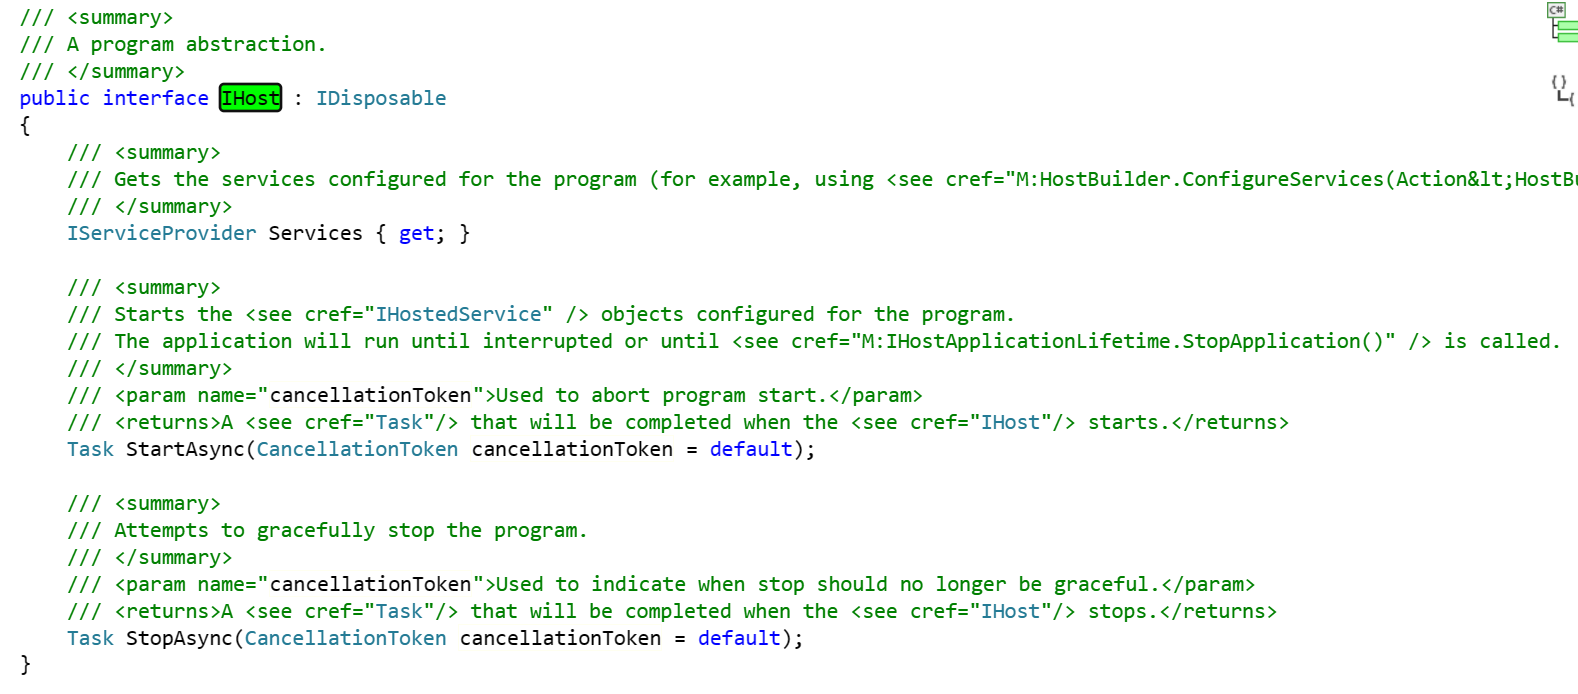 /// <summary>
/// A program abstraction.
/// </summary>
public interface IHost : IDisposable
{
/// <summary>
/// Gets the services configured for the program (for example, using <see cref="M:HostBuilder.ConfigureServices(Action&lt;HostBu
/// </summary>
IServiceProvider Services { get; }
/// <summary>
/// Starts the <see cref="IHostedService" /> objects configured for the program.
/// The application will run until interrupted or until <see cref="M:IHostApplicationLifetime.StopApplication()" /> is called.
/// </summary>
/// <param name="cancellationToken">Used to abort program start.</param>
/// <returns>A <see cref="Task"/> that will be completed when the <see cref="IHost"/> starts.</returns>
Task StartAsync(CancellationToken cancellationToken = default);
/// <summary>
/// Attempts to gracefully stop the program.
/// </summary>
/// <param name="cancellationToken">Used to indicate when stop should no longer be graceful.</param>
/// <returns>A <see cref="Task"/> that will be completed when the <see cref="IHost"/> stops.</returns>
Task StopAsync(CancellationToken cancellationToken = default);
}
C#